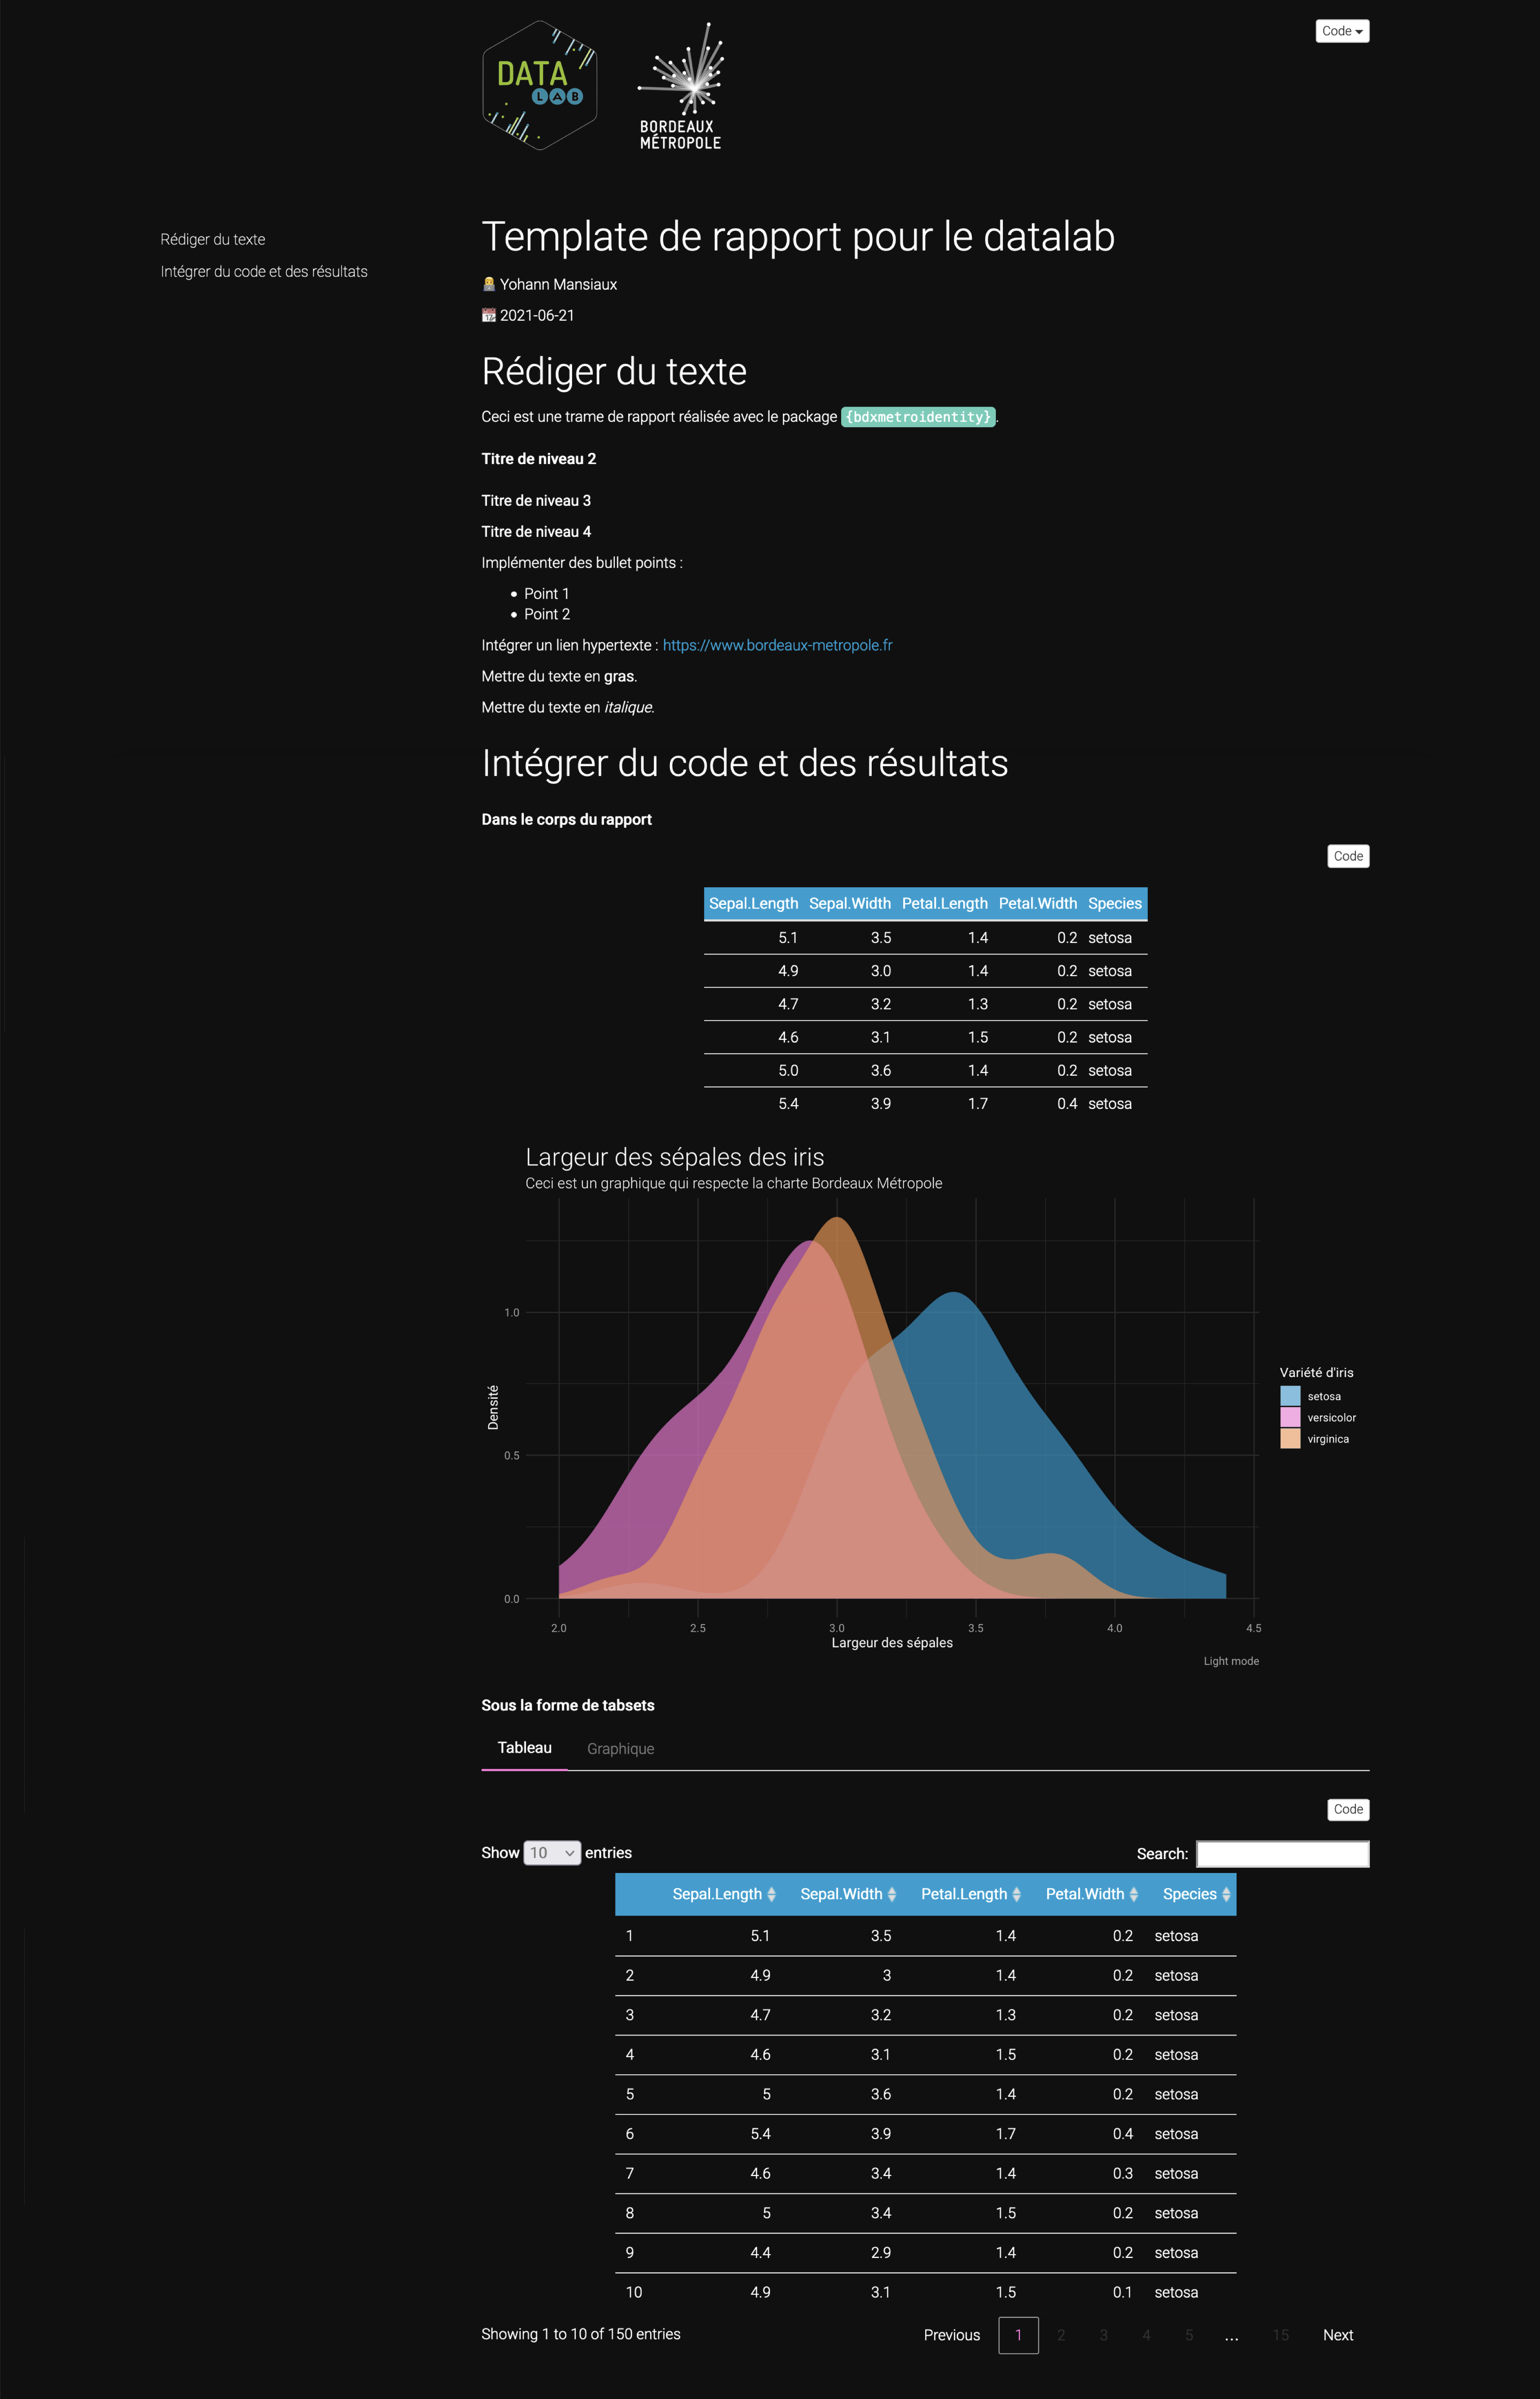 DATA
LAB
BORDEAUX
MÉTROPOLE
Code
Rédiger du texte
Intégrer du code et des résultats
Template de rapport pour le datalab
Yohann Mansiaux
2021-06-21
Rédiger du texte
Ceci est une trame de rapport réalisée avec le package {bdxmetroidentity}.
Titre de niveau 2
Titre de niveau 3
Titre de niveau 4
Implémenter des bullet points :
• Point 1
• Point 2
Intégrer un lien hypertexte : https://www.bordeaux-metropole.fr
Mettre du texte en gras.
Mettre du texte en italique.
Intégrer du code et des résultats
Dans le corps du rapport
Code
Sepal.Length Sepal.Width Petal.Length Petal.Width Species
5.1 3.5 1.4 0.2 setosa
4.9 3.0 1.4 0.2 setosa
4.7 3.2 1.3 0.2 setosa
4.6 3.1 1.5 0.2 setosa
5.0 3.6 1.4 0.2 setosa
5.4 3.9 1.7 0.4 setosa
Largeur des sépales des iris
Ceci est un graphique qui respecte la charte Bordeaux Métropole
1.0
0.5
0.0
Densité
2.0 2.5 3.0 3.5 4.0 4.5
Largeur des sépales
Light mode
Variété d'iris
setosa
versicolor
virginica
Sous la forme de tabsets
Tableau Graphique
Code
Show 10 entries Search:
Sepal.Length Sepal.Width Petal.Length Petal.Width Species
1 5.1 3.5 1.4 0.2 setosa
2 4.9 3 1.4 0.2 setosa
3 4.7 3.2 1.3 0.2 setosa
4 4.6 3.1 1.5 0.2 setosa
5 5 3.6 1.4 0.2 setosa
6 5.4 3.9 1.7 0.4 setosa
7 4.6 3.4 1.4 0.3 setosa
8 5 3.4 1.5 0.2 setosa
9 4.4 2.9 1.4 0.2 setosa
10 4.9 3.1 1.5 0.1 setosa
Showing 1 to 10 of 150 entries Previous 1 2 3 4 5 … 15 Next